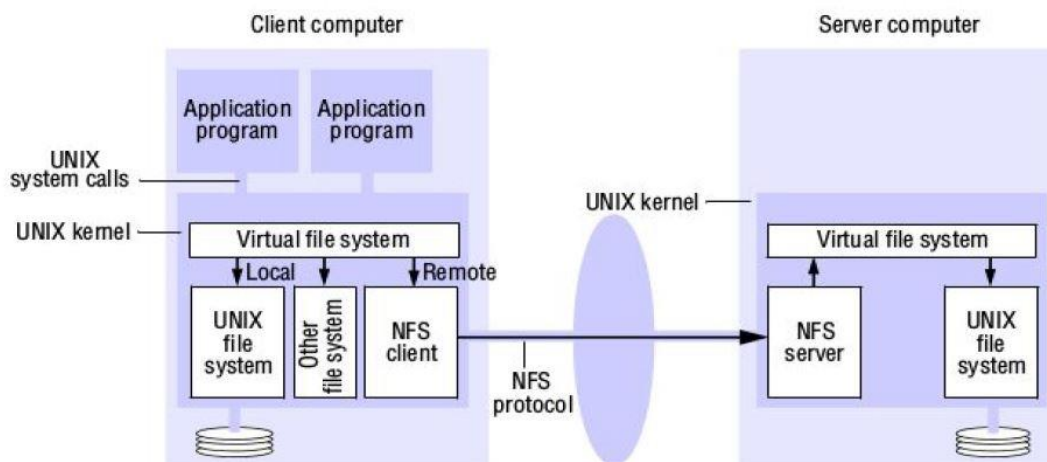 Client computer
Server computer
Application
program
Application
program
UNIX
system calls
UNIX kernel
UNIX kernel
Virtual file system
Virtual file system
Local
Remote
UNIX
file
system
Other
file system
NFS
client
NFS
server
UNIX
file
system
NFS
protocol